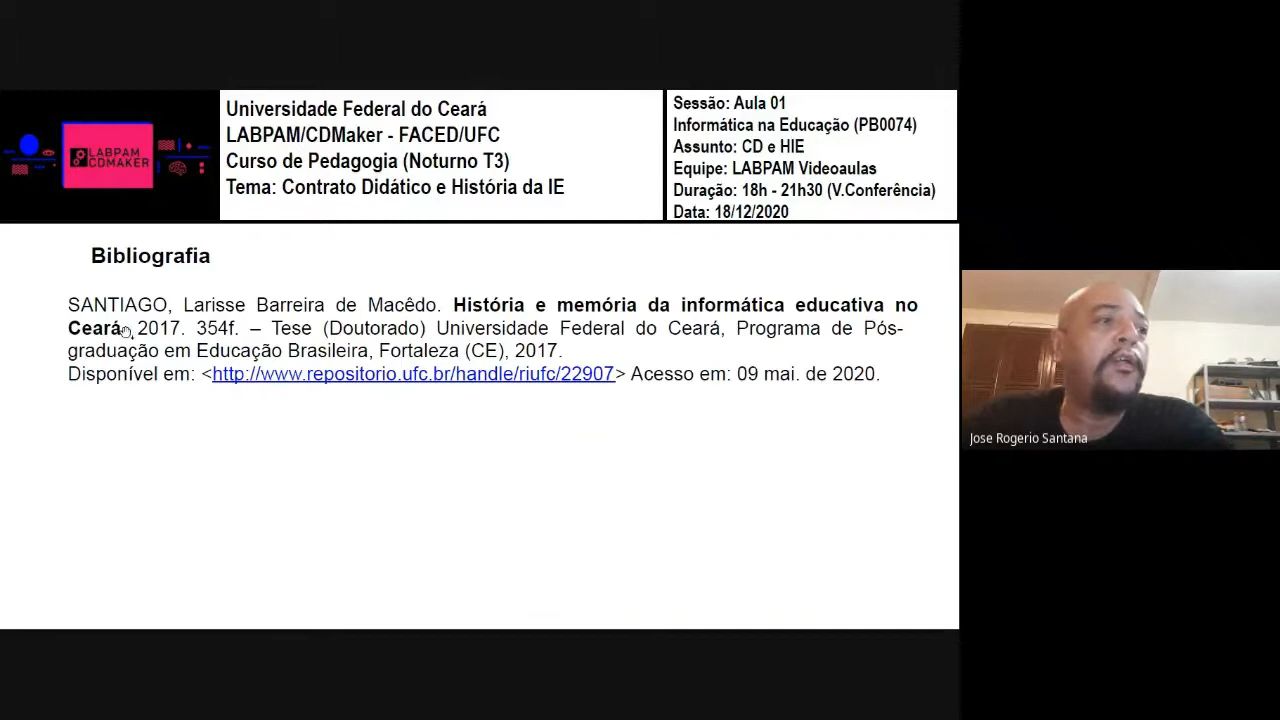 LABPAM
CDMAKER
Universidade Federal do Ceará
LABPAM/CDMaker - FACED/UFC
Curso de Pedagogia (Noturno T3)
Tema: Contrato Didático e História da IE
Sessão: Aula 01
Informática na Educação (PB0074)
Assunto: CD e HIE
Equipe: LABPAM Videoaulas
Duração: 18h - 21h30 (V.Conferência)
Data: 18/12/2020
Bibliografia
SANTIAGO, Larisse Barreira de Macêdo. História e memória da informática educativa no
Ceará, 2017. 354f. – Tese (Doutorado) Universidade Federal do Ceará, Programa de Pós-
graduação em Educação Brasileira, Fortaleza (CE), 2017.
Disponível em: <http://www.repositorio.ufc.br/handle/riufc/22907> Acesso em: 09 mai. de 2020.
Jose Rogerio Santana